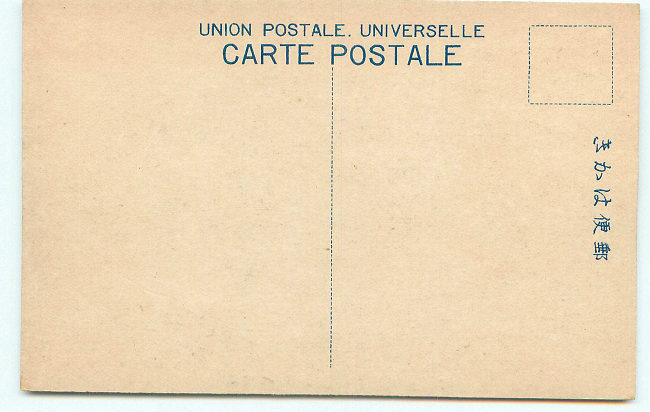 UNION POSTALE. UNIVERSELLE
CARTE POSTALE
郵便はかき